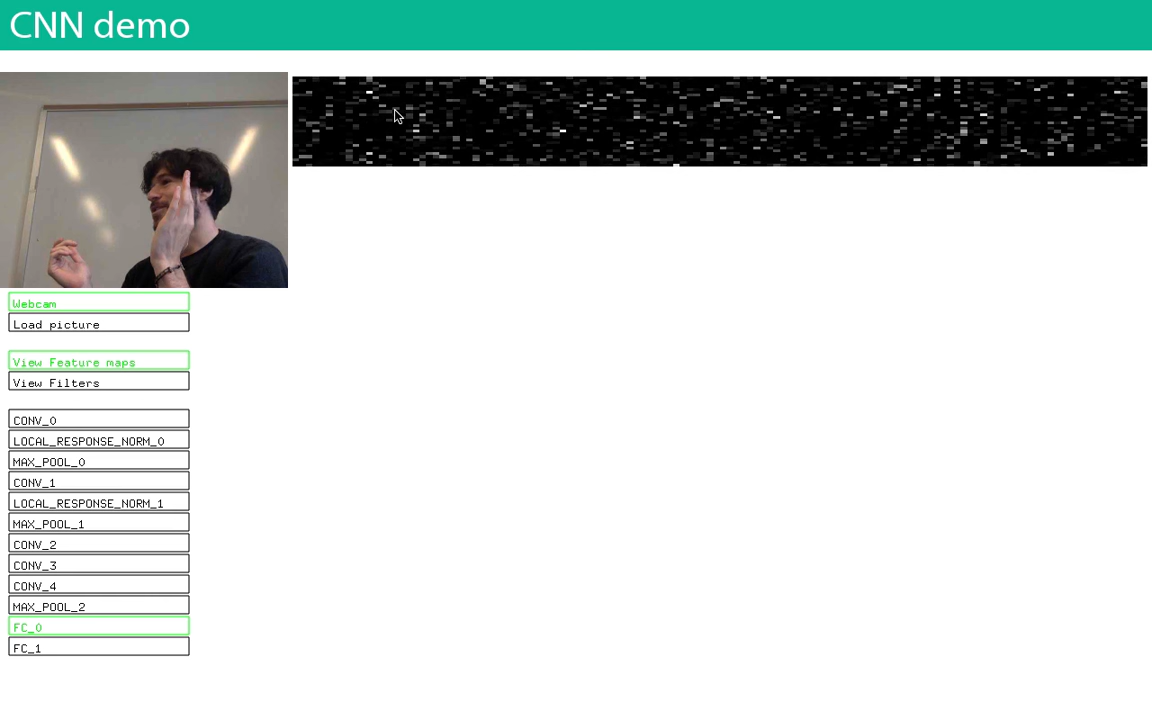 CNN demo
Webcam
Load picture
View Feature maps
View Filters
CONV_0
LOCAL_RESPONSE_NORM_0
MAX_POOL_0
CONV_1
LOCAL_RESPONSE_NORM_1
MAX_POOL_1
CONV_2
CONV_3
CONV_4
MAX_POOL_2
FC_0
FC_1